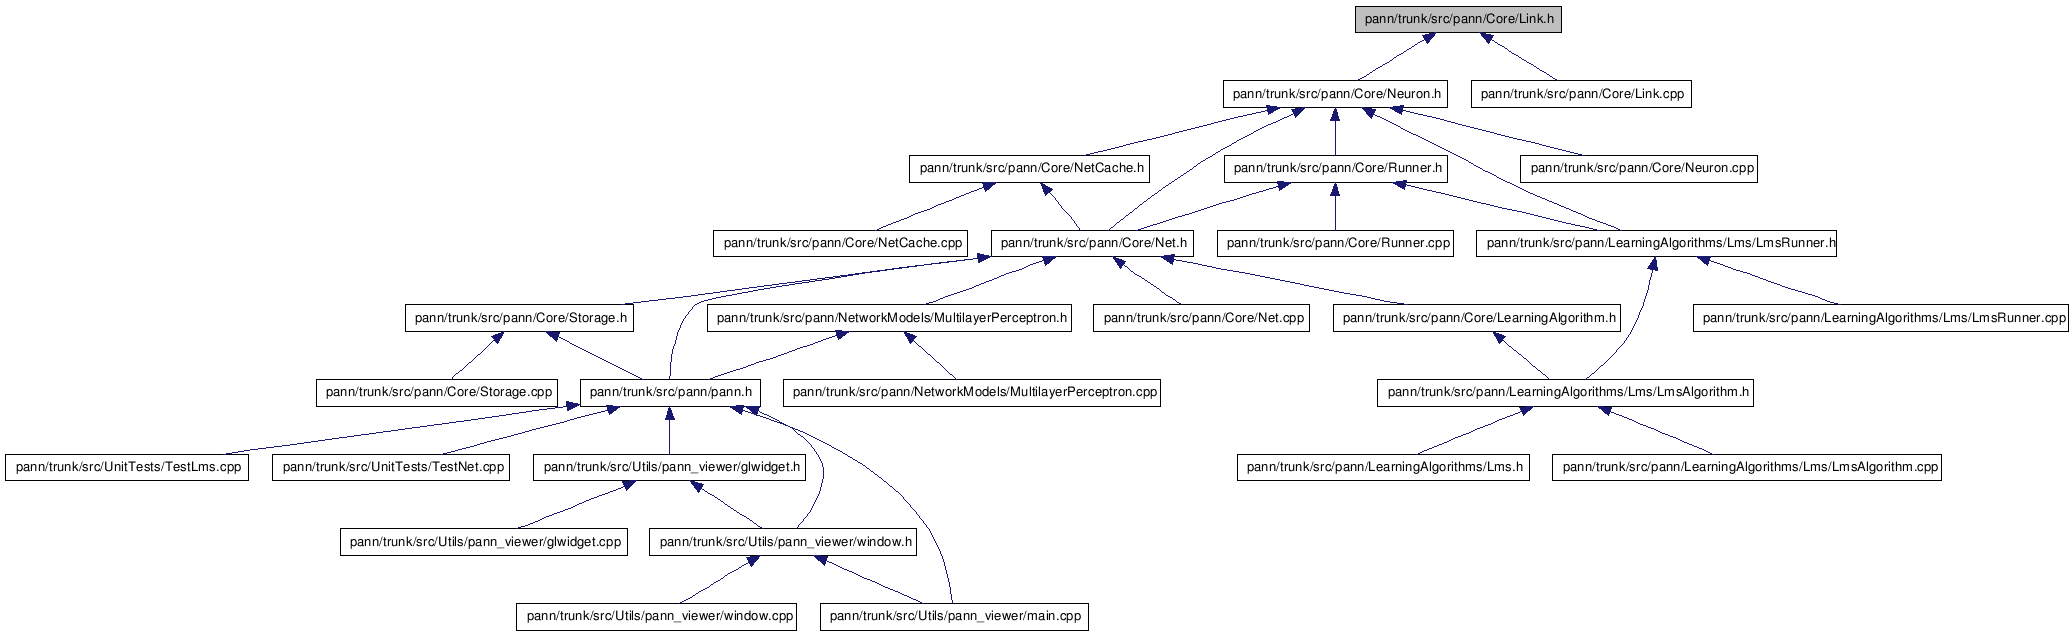 pann/trunk/src/pann/Core/Link.h
pann/trunk/src/pann/Core/Neuron.h
pann/trunk/src/pann/Core/Link.cpp
pann/trunk/src/pann/Core/NetCache.h
pann/trunk/src/pann/Core/Runner.h
pann/trunk/src/pann/Core/Neuron.cpp
pann/trunk/src/pann/Core/NetCache.cpp
pann/trunk/src/pann/Core/Net.h
pann/trunk/src/pann/Core/Runner.cpp
pann/trunk/src/pann/LearningAlgorithms/Lms/LmsRunner.h
pann/trunk/src/pann/Core/Storage.h
pann/trunk/src/pann/NetworkModels/MultilayerPerceptron.h
pann/trunk/src/pann/Core/Net.cpp
pann/trunk/src/pann/Core/LearningAlgorithm.h
pann/trunk/src/pann/LearningAlgorithms/Lms/LmsRunner.cpp
pann/trunk/src/pann/Core/Storage.cpp
pann/trunk/src/pann/pann.h
pann/trunk/src/pann/NetworkModels/MultilayerPerceptron.cpp
pann/trunk/src/pann/LearningAlgorithms/Lms/LmsAlgorithm.h
pann/trunk/src/UnitTests/TestLms.cpp
pann/trunk/src/UnitTests/TestNet.cpp
pann/trunk/src/Utils/pann_viewer/glwidget.h
pann/trunk/src/pann/LearningAlgorithms/Lms.h
pann/trunk/src/pann/LearningAlgorithms/Lms/LmsAlgorithm.cpp
pann/trunk/src/Utils/pann_viewer/glwidget.cpp
pann/trunk/src/Utils/pann_viewer/window.h
pann/trunk/src/Utils/pann_viewer/window.cpp
pann/trunk/src/Utils/pann_viewer/main.cpp